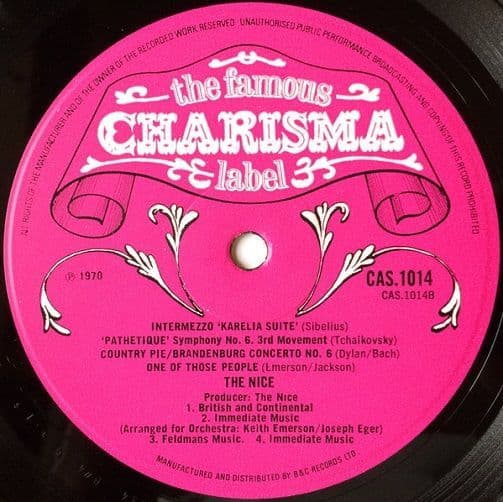 ALL RIGHTS OF THE MANUFACTURER AND OF THE OWNER OF THE RECORDED WORK RESERVED. UNAUTHORISED PUBLIC PERFORMANCE BROADCASTING AND COPYING OF THIS RECORD PROHIBITED.
the famous
CHARISMA
label
℗ 1970
CAS.1014
CAS.1014B
INTERMEZZO 'KARELIA SUITE' (Sibelius)
'PATHETIQUE' Symphony No. 6. 3rd Movement (Tchaikovsky)
COUNTRY PIE/BRANDENBURG CONCERTO NO. 6 (Dylan/Bach)
ONE OF THOSE PEOPLE (Emerson/Jackson)
THE NICE
Producer: The Nice
1. British and Continental
2. Immediate Music
(Arranged for Orchestra: Keith Emerson/Joseph Eger)
3. Feldmans Music. 4. Immediate Music
MANUFACTURED AND DISTRIBUTED BY B&C RECORDS LTD.